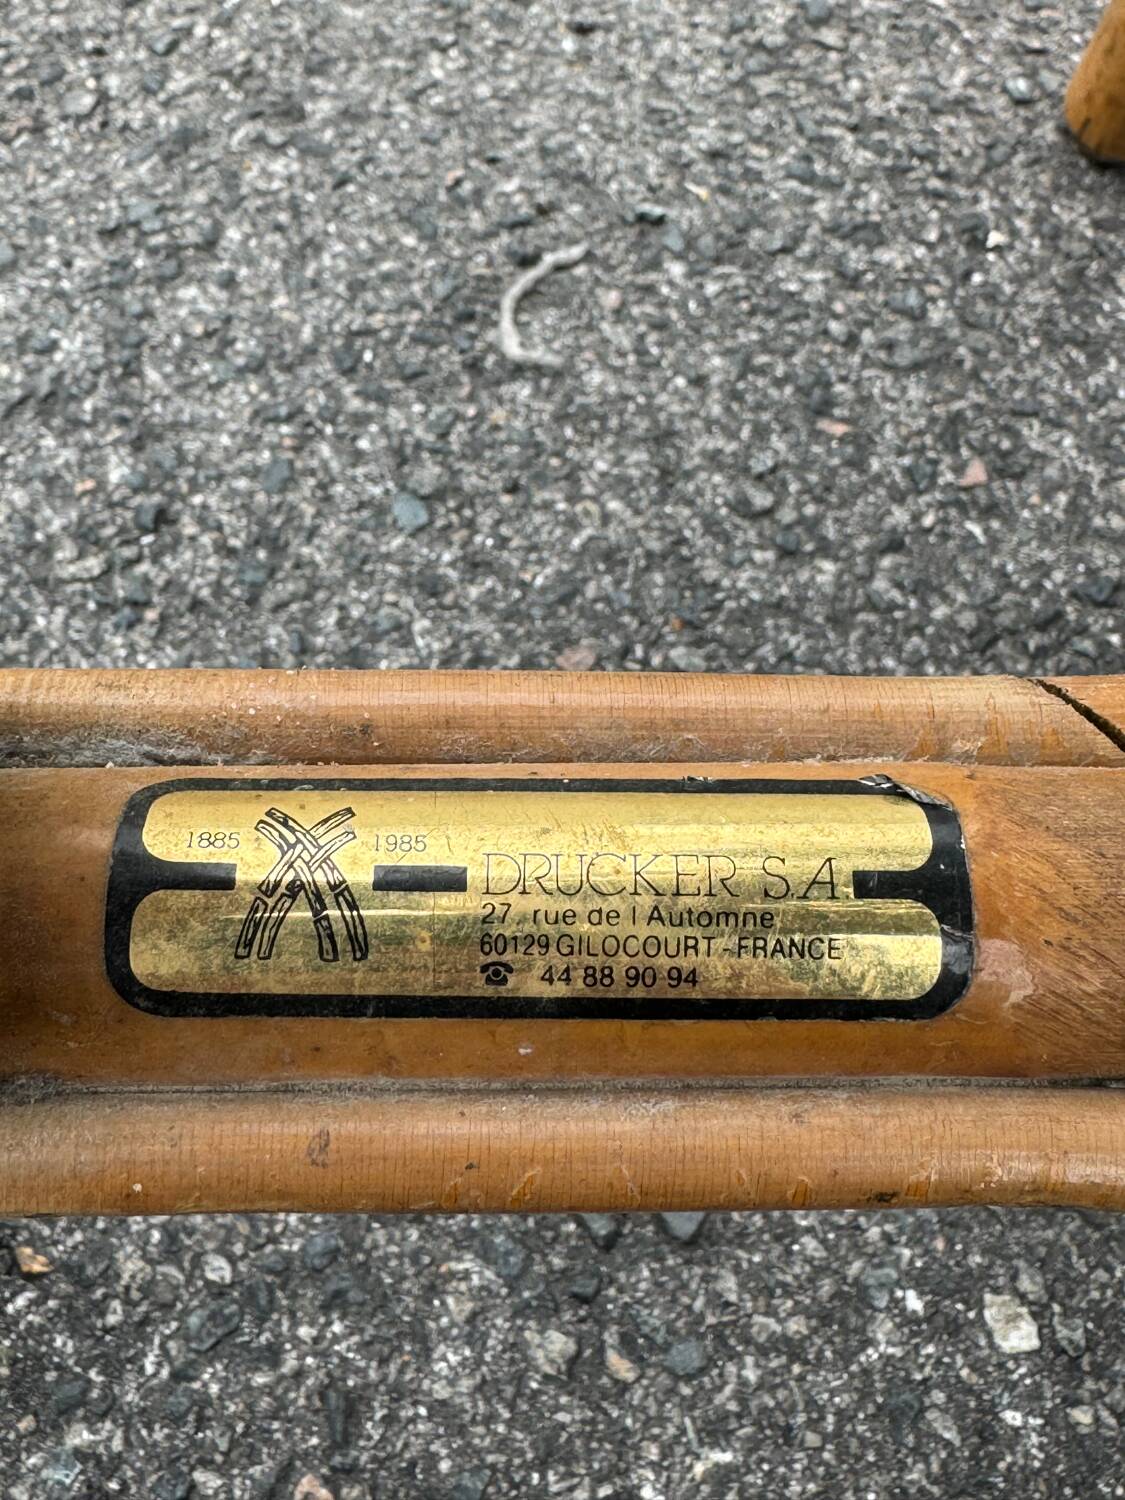 1885 1985
DRUCKER S.A.
27, rue de l Automne
60129 GILOCOURT - FRANCE
☎ 44 88 90 94